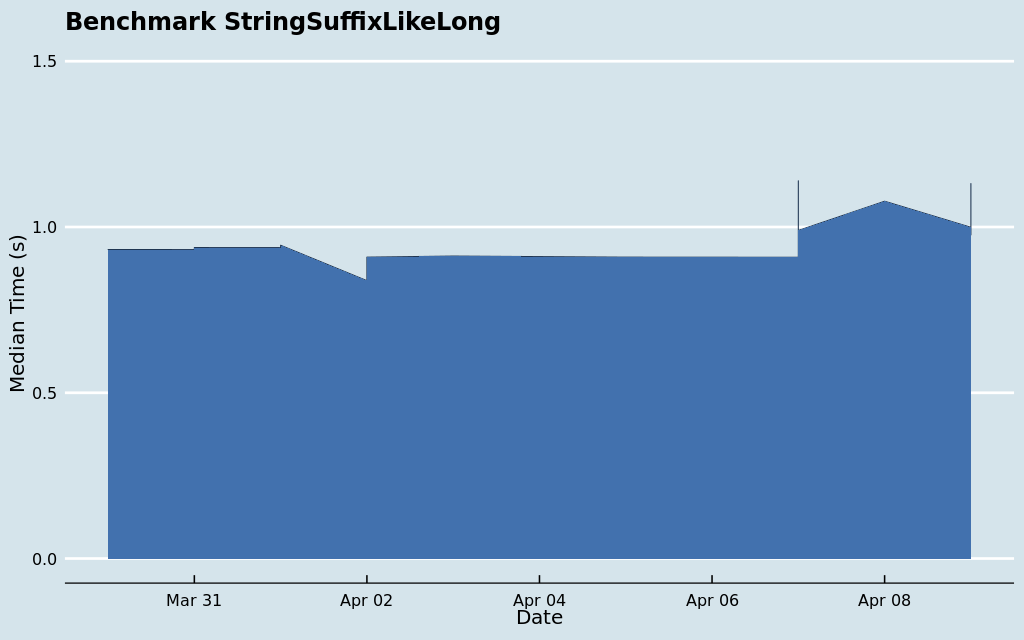 Benchmark StringSuffixLikeLong
1.5
1.0
0.5
0.0
Median Time (s)
Mar 31
Apr 02
Apr 04
Apr 06
Apr 08
Date